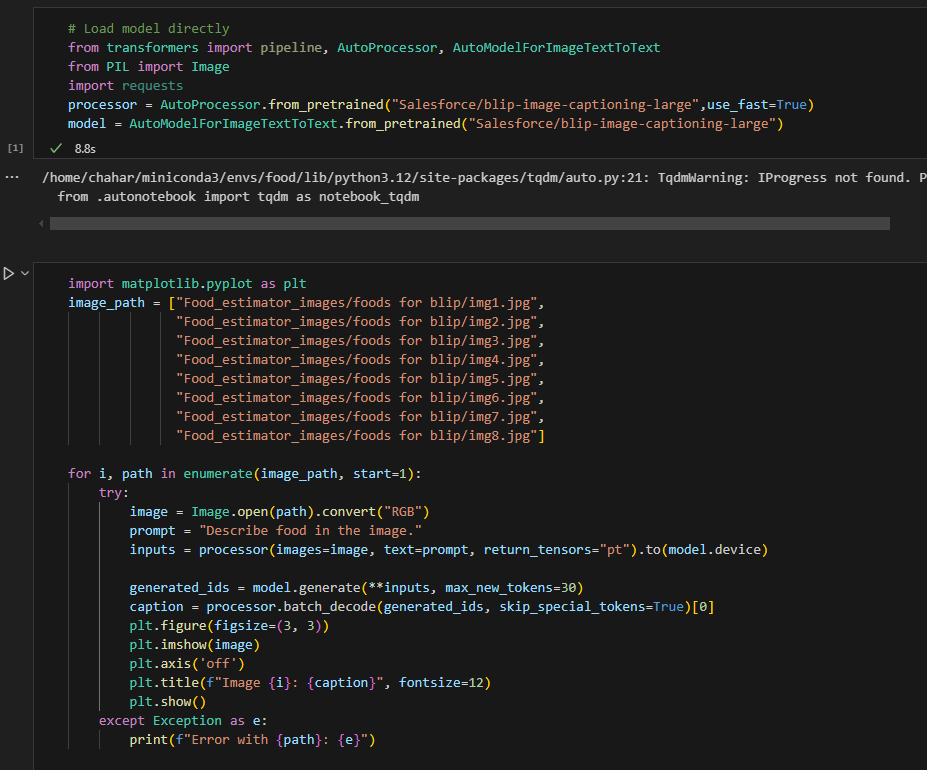 # Load model directly
from transformers import pipeline, AutoProcessor, AutoModelForImageTextToText
from PIL import Image
import requests
processor = AutoProcessor.from_pretrained("Salesforce/blip-image-captioning-large",use_fast=True)
model = AutoModelForImageTextToText.from_pretrained("Salesforce/blip-image-captioning-large")
[1] ✓ 8.8s
... /home/chahar/miniconda3/envs/food/lib/python3.12/site-packages/tqdm/auto.py:21: TqdmWarning: IProgress not found. P
from .autonotebook import tqdm as notebook_tqdm
import matplotlib.pyplot as plt
image_path = ["Food_estimator_images/foods for blip/img1.jpg",
"Food_estimator_images/foods for blip/img2.jpg",
"Food_estimator_images/foods for blip/img3.jpg",
"Food_estimator_images/foods for blip/img4.jpg",
"Food_estimator_images/foods for blip/img5.jpg",
"Food_estimator_images/foods for blip/img6.jpg",
"Food_estimator_images/foods for blip/img7.jpg",
"Food_estimator_images/foods for blip/img8.jpg"]
for i, path in enumerate(image_path, start=1):
try:
image = Image.open(path).convert("RGB")
prompt = "Describe food in the image."
inputs = processor(images=image, text=prompt, return_tensors="pt").to(model.device)
generated_ids = model.generate(**inputs, max_new_tokens=30)
caption = processor.batch_decode(generated_ids, skip_special_tokens=True)[0]
plt.figure(figsize=(3, 3))
plt.imshow(image)
plt.axis('off')
plt.title(f"Image {i}: {caption}", fontsize=12)
plt.show()
except Exception as e:
print(f"Error with {path}: {e}")